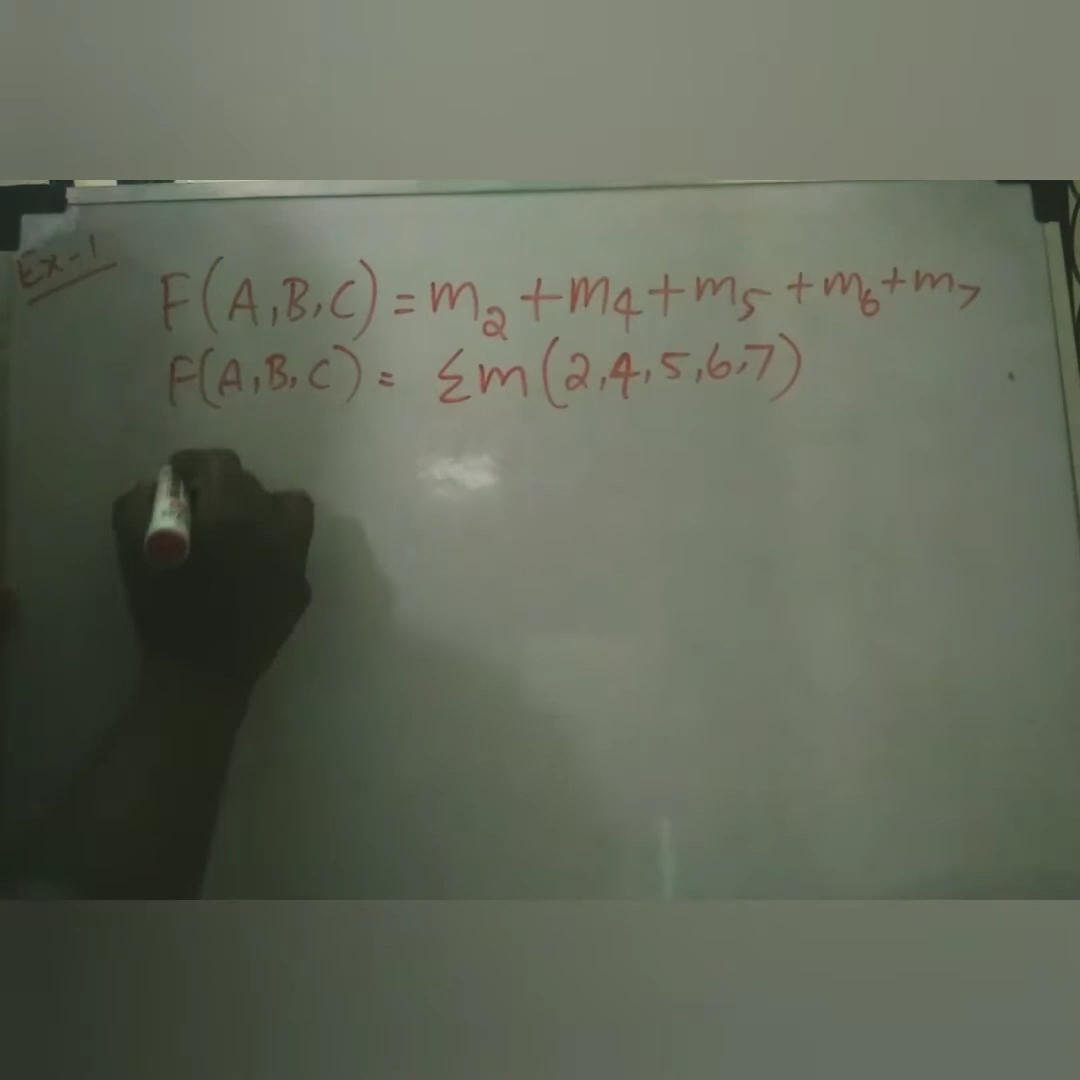 Ex-1
F(A,B,C) = m₂ + m₄ + m₅ + m₆ + m₇
F(A,B,C) = Σm(2,4,5,6,7)